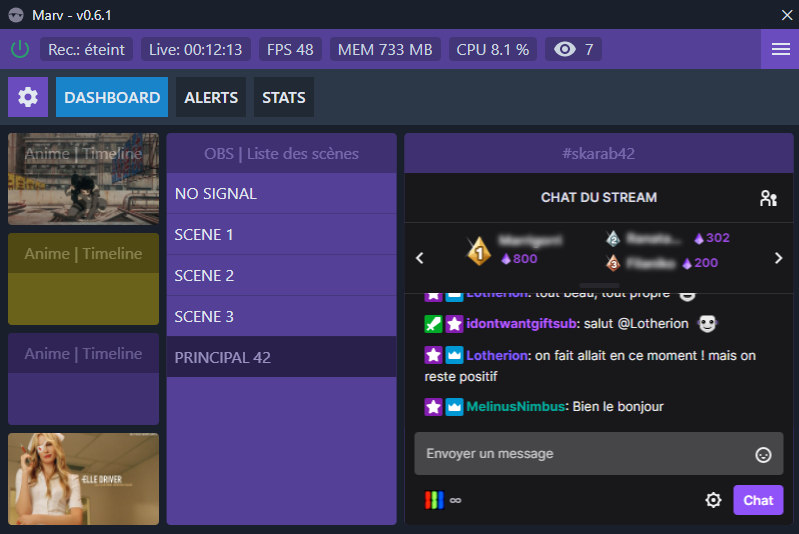 Marv - v0.6.1
Rec.: éteint
Live: 00:12:13
FPS 48
MEM 733 MB
CPU 8.1 %
7
DASHBOARD
ALERTS
STATS
Anime | Timeline
Anime | Timeline
Anime | Timeline
ELLE DRIVER
OBS | Liste des scènes
NO SIGNAL
SCENE 1
SCENE 2
SCENE 3
PRINCIPAL 42
#skarab42
CHAT DU STREAM
1
800
2
302
3
200
Lotherion: tout beau, tout propre
idontwantgiftsub: salut @Lotherion
Lotherion: on fait allait en ce moment ! mais on
reste positif
MelinusNimbus: Bien le bonjour
Envoyer un message
∞
Chat